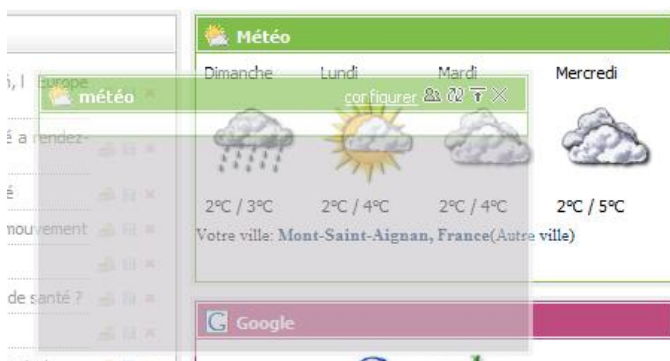 Météo
Dimanche Lundi Mardi Mercredi
Europe
météo configurer
é a rendez-
é
mouvement
2°C / 3°C 2°C / 4°C 2°C / 4°C 2°C / 5°C
Votre ville: Mont-Saint-Aignan, France(Autre ville)
de santé ?
G Google